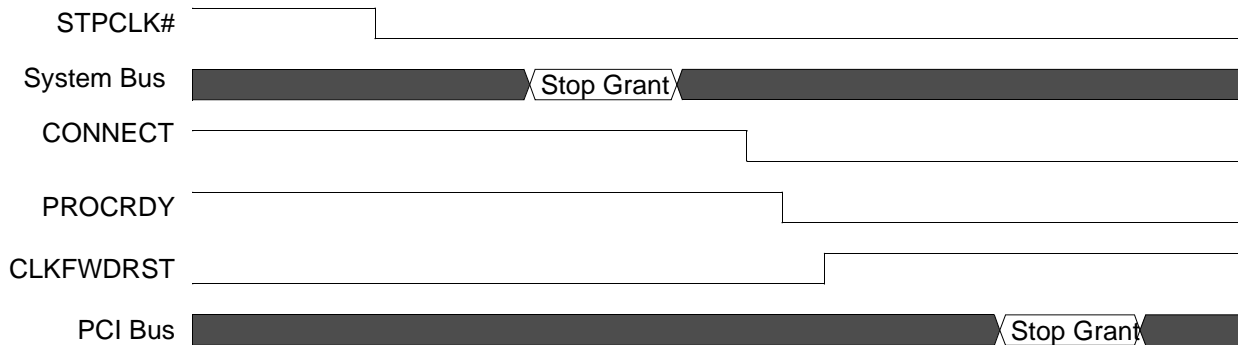 STPCLK#
System Bus
Stop Grant
CONNECT
PROCRDY
CLKFWDRST
PCI Bus
Stop Grant